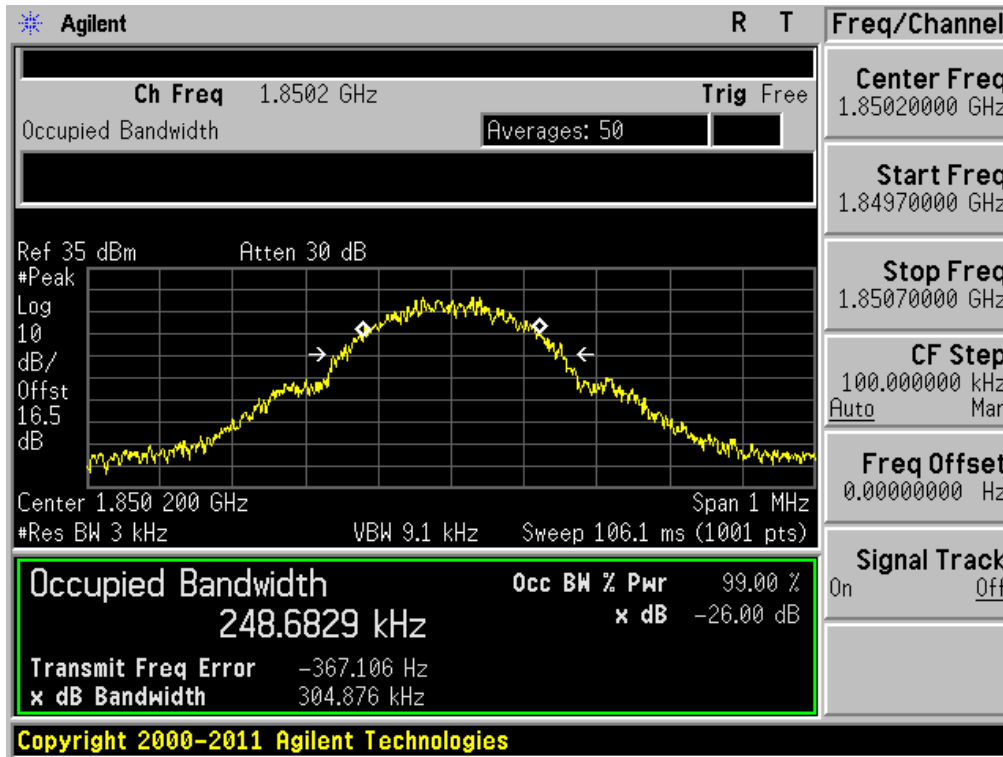 Agilent R T
Ch Freq 1.8502 GHz Trig Free
Occupied Bandwidth Averages: 50
Ref 35 dBm Atten 30 dB
#Peak
Log
10
dB/
Offst
16.5
dB
Center 1.850 200 GHz Span 1 MHz
#Res BW 3 kHz VBW 9.1 kHz Sweep 106.1 ms (1001 pts)
Occupied Bandwidth Occ BW % Pwr 99.00 %
248.6829 kHz x dB -26.00 dB
Transmit Freq Error -367.106 Hz
x dB Bandwidth 304.876 kHz
Copyright 2000-2011 Agilent Technologies
Freq/Channel
Center Freq
1.85020000 GHz
Start Freq
1.84970000 GHz
Stop Freq
1.85070000 GHz
CF Step
100.000000 kHz
Auto Man
Freq Offset
0.00000000 Hz
Signal Track
On Off